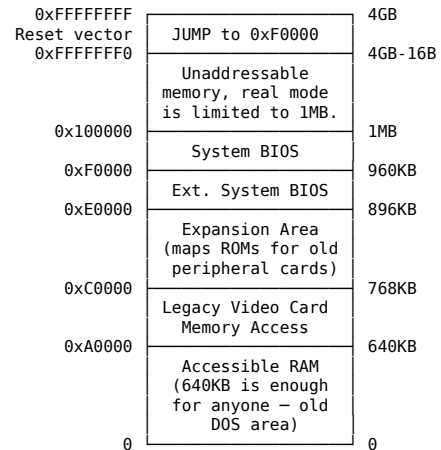 0xFFFFFFFF 4GB
Reset vector JUMP to 0xF0000
0xFFFFFFF0 4GB-16B
Unaddressable
memory, real mode
is limited to 1MB.
0x100000 1MB
System BIOS
0xF0000 960KB
Ext. System BIOS
0xE0000 896KB
Expansion Area
(maps ROMs for old
peripheral cards)
0xC0000 768KB
Legacy Video Card
Memory Access
0xA0000 640KB
Accessible RAM
(640KB is enough
for anyone – old
DOS area)
0 0